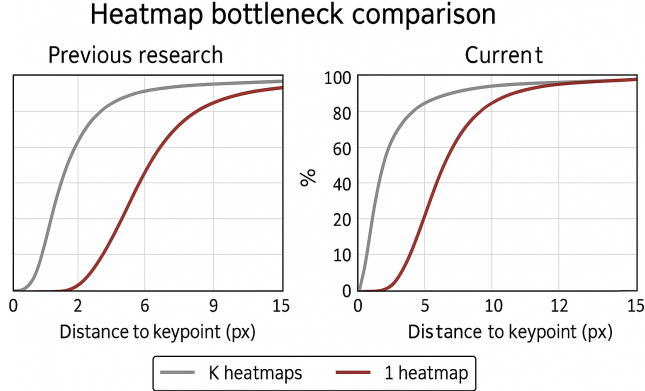 Heatmap bottleneck comparison
Previous research
Current
100
80
60
40
20
10
0
%
0 2 6 9 15
0 5 10 12 15
Distance to keypoint (px)
Distance to keypoint (px)
K heatmaps
1 heatmap